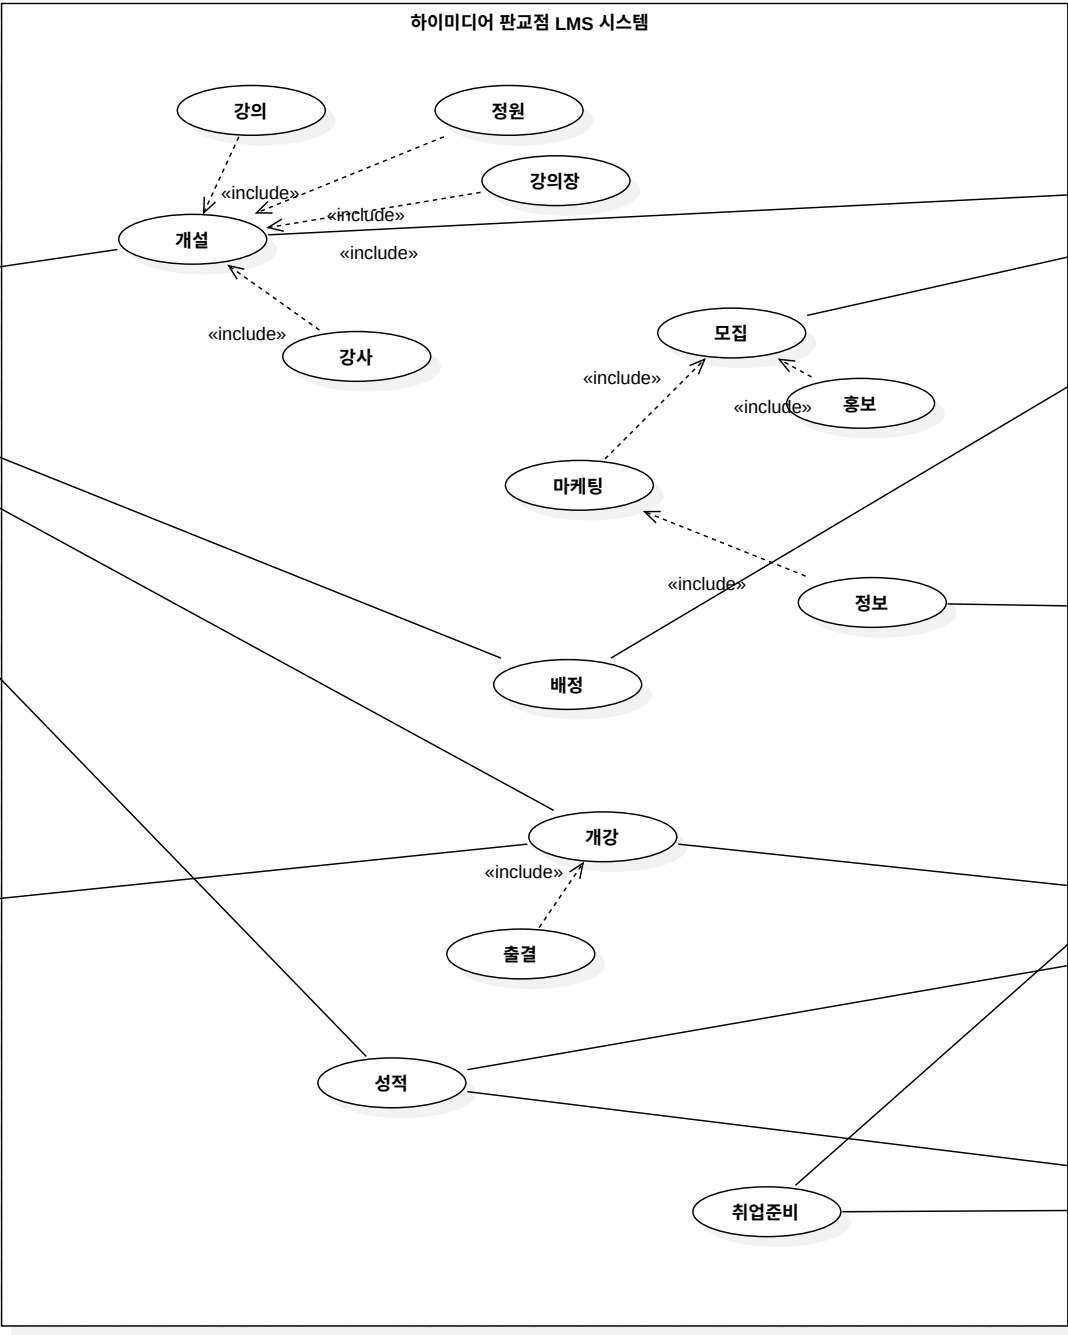 하이미디어 판교점 LMS 시스템
강의
정원
강의장
«include»
«include»
개설
«include»
«include»
강사
모집
«include»
홍보
«include»
마케팅
«include»
정보
배정
개강
«include»
출결
성적
취업준비